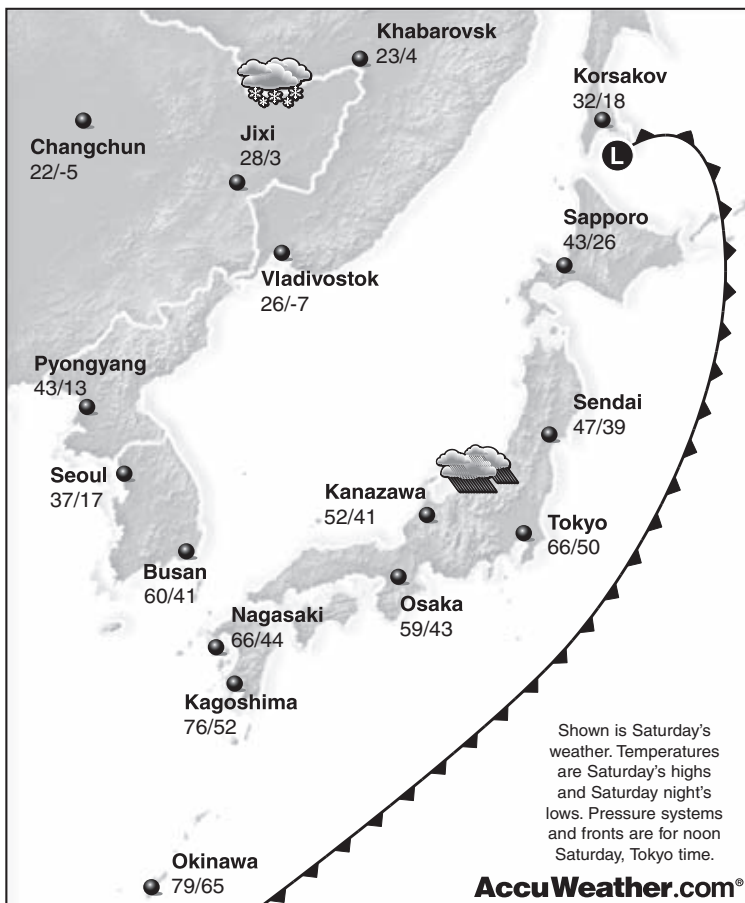 Khabarovsk
23/4
Korsakov
32/18
Changchun
22/-5
Jixi
28/3
L
Sapporo
43/26
Vladivostok
26/-7
Pyongyang
43/13
Sendai
47/39
Seoul
37/17
Kanazawa
52/41
Tokyo
66/50
Busan
60/41
Osaka
59/43
Nagasaki
66/44
Kagoshima
76/52
Shown is Saturday's
weather. Temperatures
are Saturday's highs
and Saturday night's
lows. Pressure systems
and fronts are for noon
Saturday, Tokyo time.
Okinawa
79/65
AccuWeather.com®